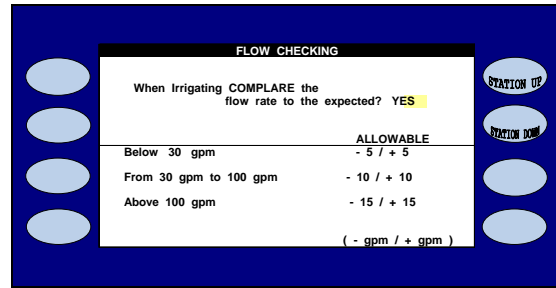 FLOW CHECKING
When Irrigating COMPLARE the
flow rate to the expected? YES
STATION UP
STATION DOWN
ALLOWABLE
Below 30 gpm - 5 / + 5
From 30 gpm to 100 gpm - 10 / + 10
Above 100 gpm - 15 / + 15
( - gpm / + gpm )